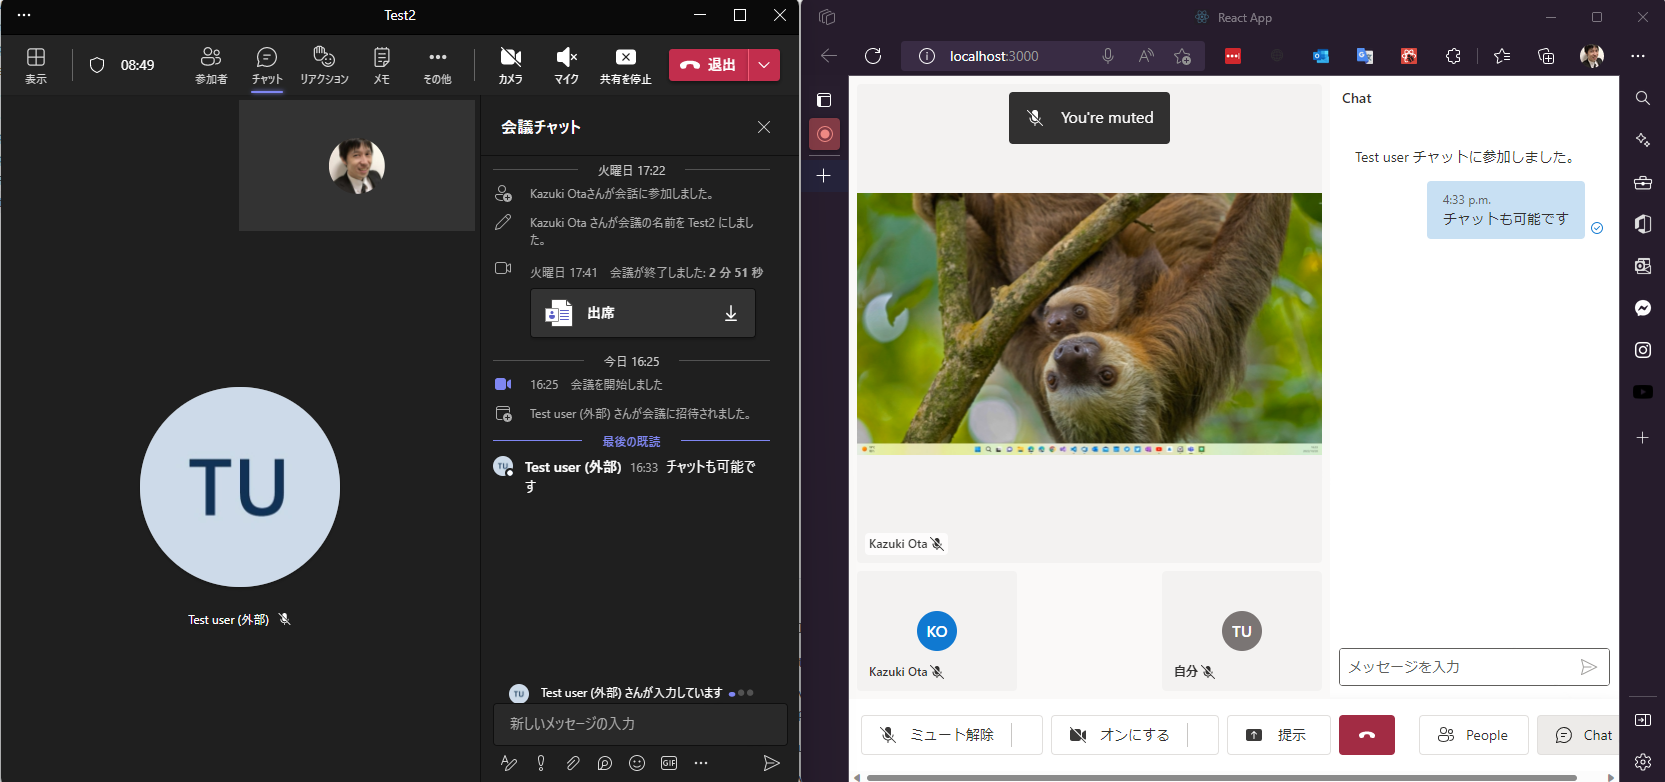 Test2
表示
08:49
参加者
チャット
リアクション
メモ
その他
カメラ
マイク
共有を停止
退出
会議チャット
火曜日 17:22
Kazuki Otaさんが会話に参加しました。
Kazuki Ota さんが会議の名前を Test2 にしまし
た。
火曜日 17:41 会議が終了しました: 2 分 51 秒
出席
今日 16:25
16:25 会議を開始しました
Test user (外部) さんが会議に招待されました。
最後の既読
TU
Test user (外部) 16:33 チャットも可能で
す
TU
Test user (外部)
TU
Test user (外部) さんが入力しています
新しいメッセージの入力
GIF
React App
localhost:3000
You're muted
Kazuki Ota
KO
Kazuki Ota
TU
自分
ミュート解除
オンにする
提示
People
Chat
Chat
Test user チャットに参加しました。
4:33 p.m.
チャットも可能です
メッセージを入力